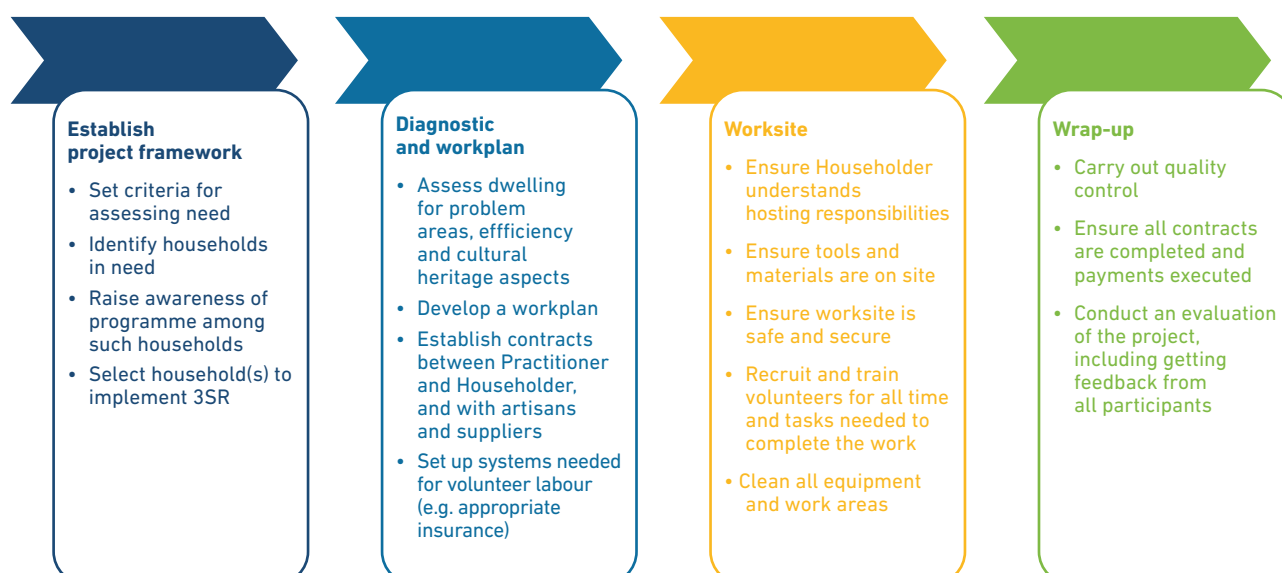 Establish
project framework
• Set criteria for
assessing need
• Identify households
in need
• Raise awareness of
programme among
such households
• Select household(s) to
implement 3SR
Diagnostic
and workplan
• Assess dwelling
for problem
areas, effficiency
and cultural
heritage aspects
• Develop a workplan
• Establish contracts
between Practitioner
and Householder,
and with artisans
and suppliers
• Set up systems needed
for volunteer labour
(e.g. appropriate
insurance)
Worksite
• Ensure Householder
understands
hosting responsibilities
• Ensure tools and
materials are on site
• Ensure worksite is
safe and secure
• Recruit and train
volunteers for all time
and tasks needed to
complete the work
• Clean all equipment
and work areas
Wrap-up
• Carry out quality
control
• Ensure all contracts
are completed and
payments executed
• Conduct an evaluation
of the project,
including getting
feedback from
all participants